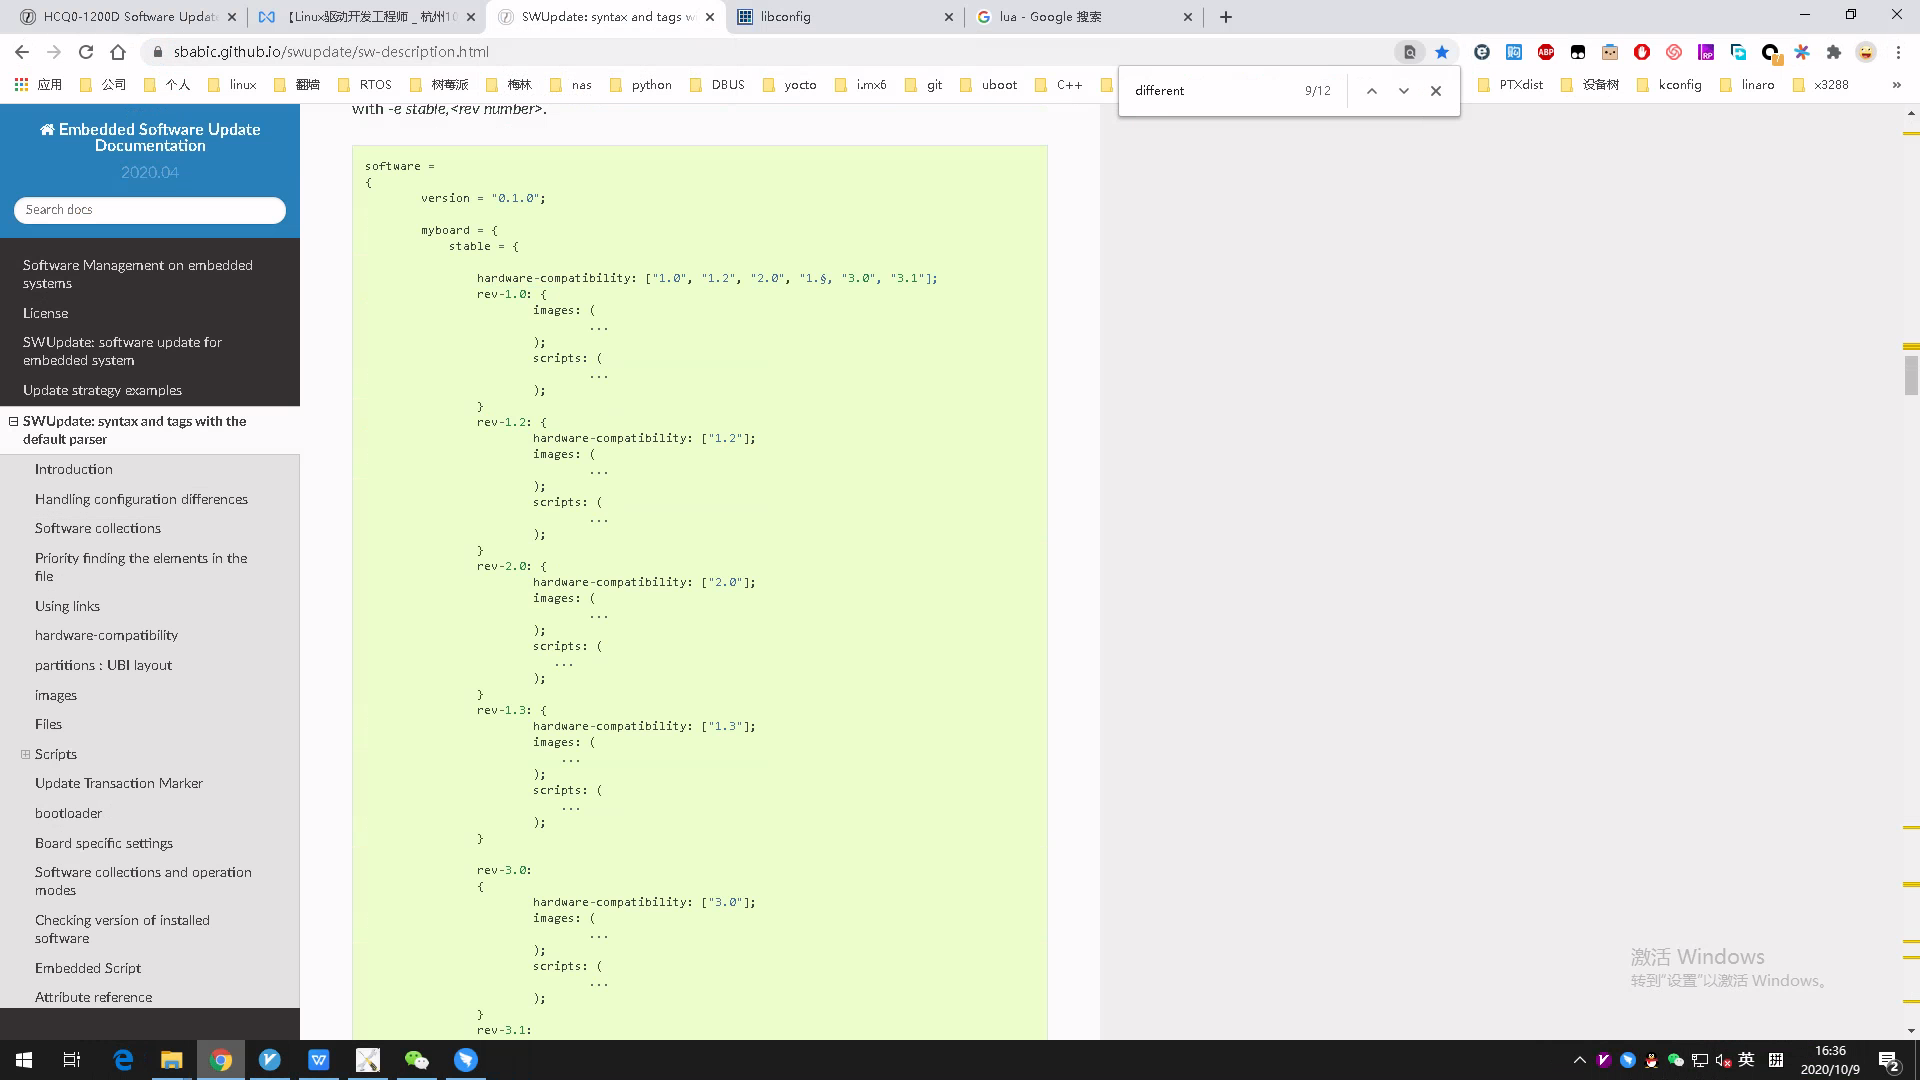 HCQ0-1200D Software Updat
【Linux驱动开发工程师 _ 杭州10
SWUpdate: syntax and tags w
libconfig
lua - Google 搜索
sbabic.github.io/swupdate/sw-description.html
应用
公司
个人
linux
翻墙
RTOS
树莓派
梅林
nas
python
DBUS
yocto
i.mx6
git
uboot
C++
PTXdist
设备树
kconfig
linaro
x3288
»
different
9/12
Embedded Software Update
Documentation
2020.04
Search docs
Software Management on embedded
systems
License
SWUpdate: software update for
embedded system
Update strategy examples
SWUpdate: syntax and tags with the
default parser
Introduction
Handling configuration differences
Software collections
Priority finding the elements in the
file
Using links
hardware-compatibility
partitions : UBI layout
images
Files
Scripts
Update Transaction Marker
bootloader
Board specific settings
Software collections and operation
modes
Checking version of installed
software
Embedded Script
Attribute reference
with -e stable,<rev number>.
software =
{
version = "0.1.0";
myboard = {
stable = {
hardware-compatibility: ["1.0", "1.2", "2.0", "1.§, "3.0", "3.1"];
rev-1.0: {
images: (
...
);
scripts: (
...
);
}
rev-1.2: {
hardware-compatibility: ["1.2"];
images: (
...
);
scripts: (
...
);
}
rev-2.0: {
hardware-compatibility: ["2.0"];
images: (
...
);
scripts: (
...
);
}
rev-1.3: {
hardware-compatibility: ["1.3"];
images: (
...
);
scripts: (
...
);
}
rev-3.0:
{
hardware-compatibility: ["3.0"];
images: (
...
);
scripts: (
...
);
}
rev-3.1:
激活 Windows
转到“设置”以激活 Windows。
英
拼
16:36
2020/10/9
2